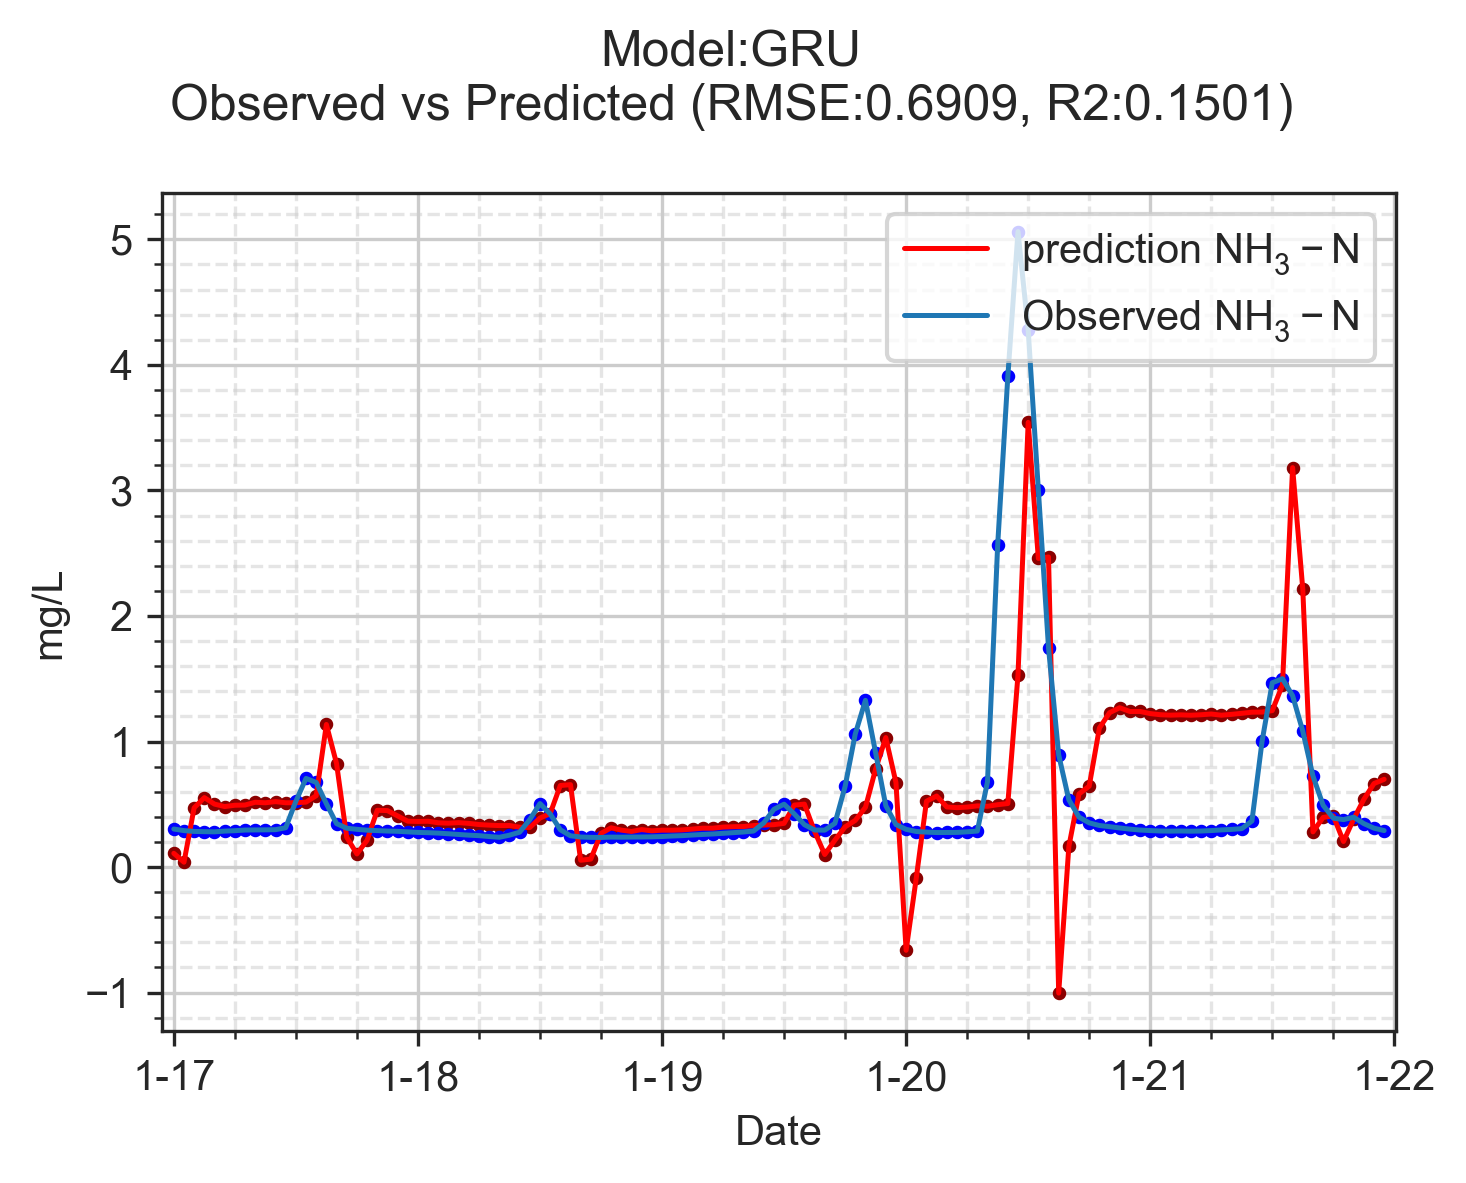 Model:GRU
Observed vs Predicted (RMSE:0.6909, R2:0.1501)
prediction NH₃ − N
Observed NH₃ − N
5
4
3
2
1
0
−1
mg/L
1-17 1-18 1-19 1-20 1-21 1-22
Date